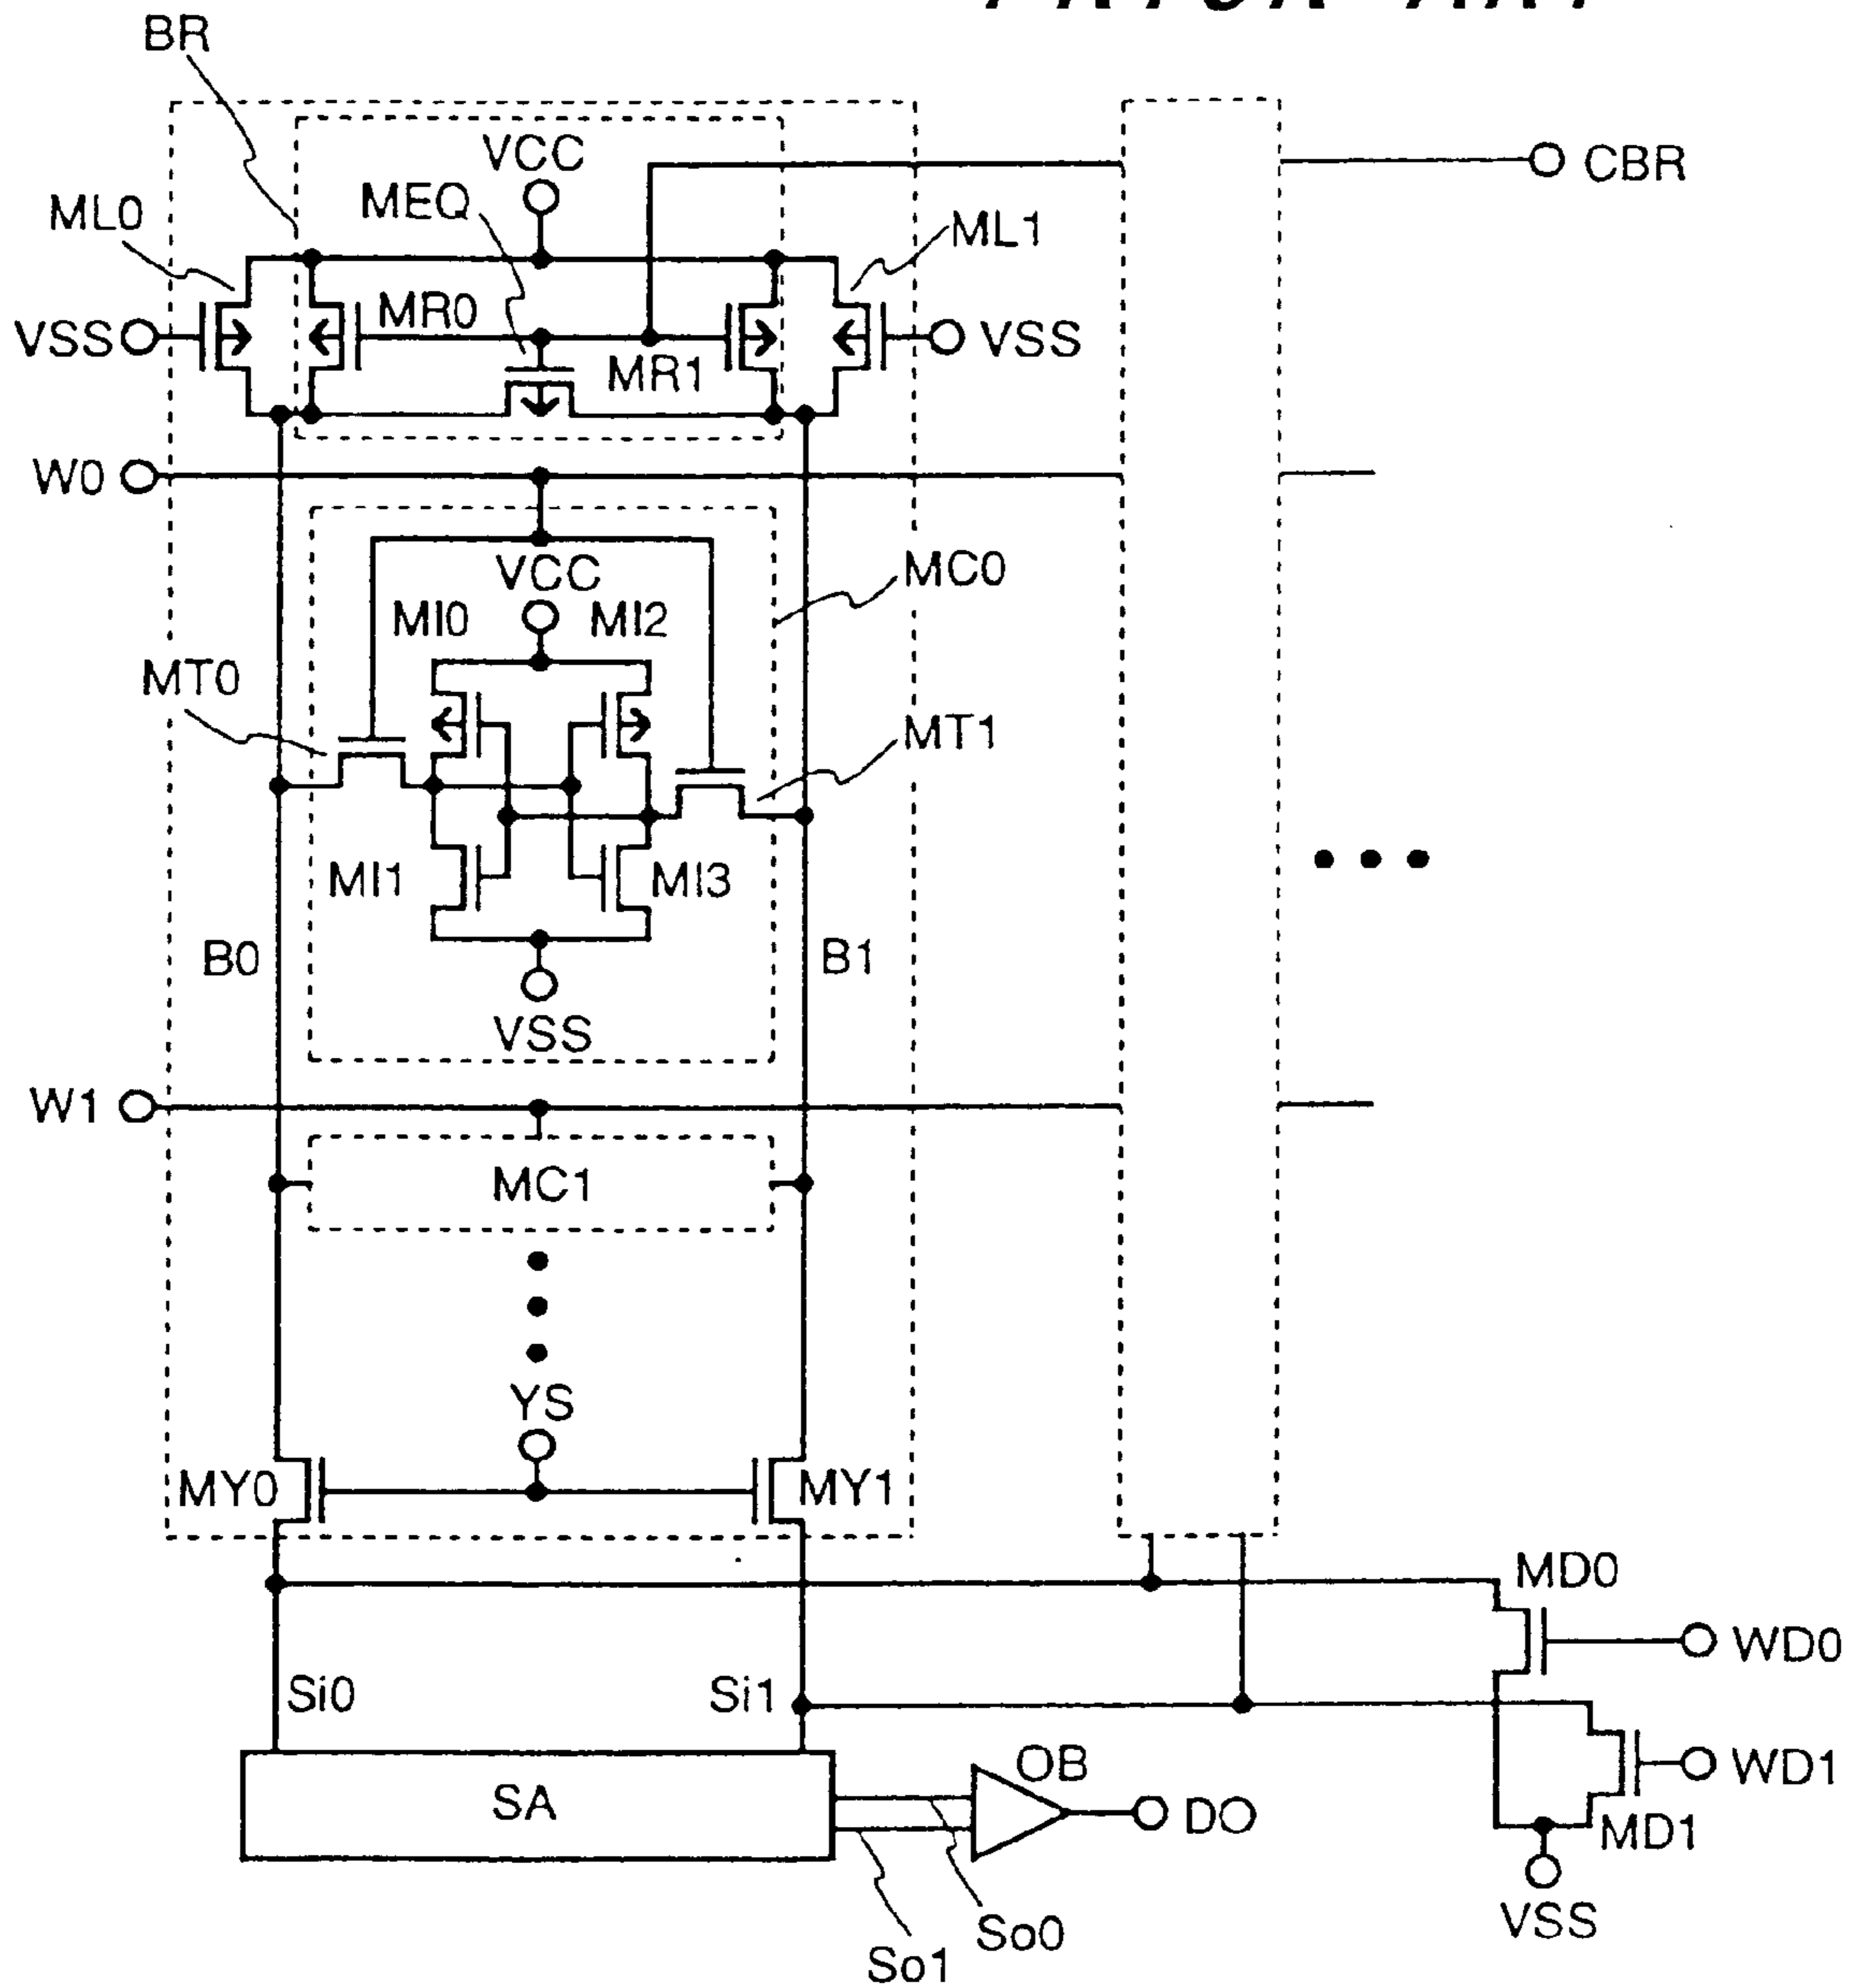 PRIOR ART
BR
VCC
CBR
MEQ
ML0
ML1
MR0
VSS
VSS
MR1
W0
MC0
VCC
MI0
MI2
MT0
MT1
MI1
MI3
B0
B1
VSS
W1
MC1
YS
MY0
MY1
MD0
WD0
Si0
Si1
OB
WD1
SA
DO
MD1
VSS
So0
So1